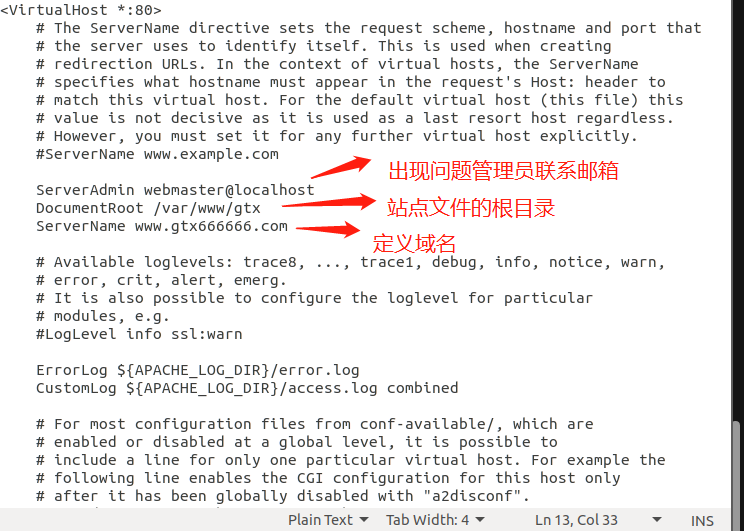 <VirtualHost *:80>
# The ServerName directive sets the request scheme, hostname and port that
# the server uses to identify itself. This is used when creating
# redirection URLs. In the context of virtual hosts, the ServerName
# specifies what hostname must appear in the request's Host: header to
# match this virtual host. For the default virtual host (this file) this
# value is not decisive as it is used as a last resort host regardless.
# However, you must set it for any further virtual host explicitly.
#ServerName www.example.com
出现问题管理员联系邮箱
ServerAdmin webmaster@localhost
DocumentRoot /var/www/gtx
站点文件的根目录
ServerName www.gtx666666.com
定义域名
# Available loglevels: trace8, ..., trace1, debug, info, notice, warn,
# error, crit, alert, emerg.
# It is also possible to configure the loglevel for particular
# modules, e.g.
#LogLevel info ssl:warn
ErrorLog ${APACHE_LOG_DIR}/error.log
CustomLog ${APACHE_LOG_DIR}/access.log combined
# For most configuration files from conf-available/, which are
# enabled or disabled at a global level, it is possible to
# include a line for only one particular virtual host. For example the
# following line enables the CGI configuration for this host only
# after it has been globally disabled with "a2disconf".
Plain Text Tab Width: 4 Ln 13, Col 33 INS